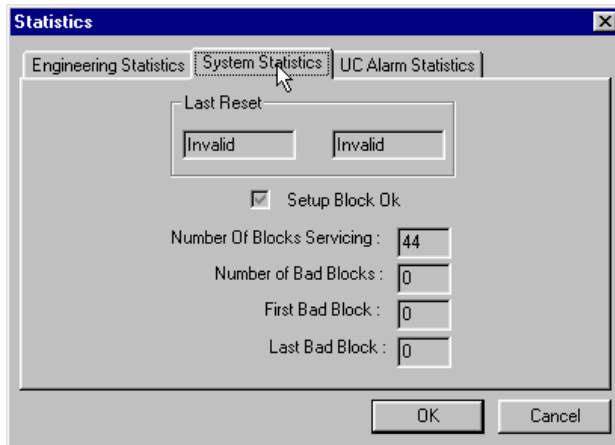 Statistics
Engineering Statistics System Statistics UC Alarm Statistics
Last Reset
Invalid Invalid
Setup Block Ok
Number Of Blocks Servicing : 44
Number of Bad Blocks : 0
First Bad Block : 0
Last Bad Block : 0
OK Cancel